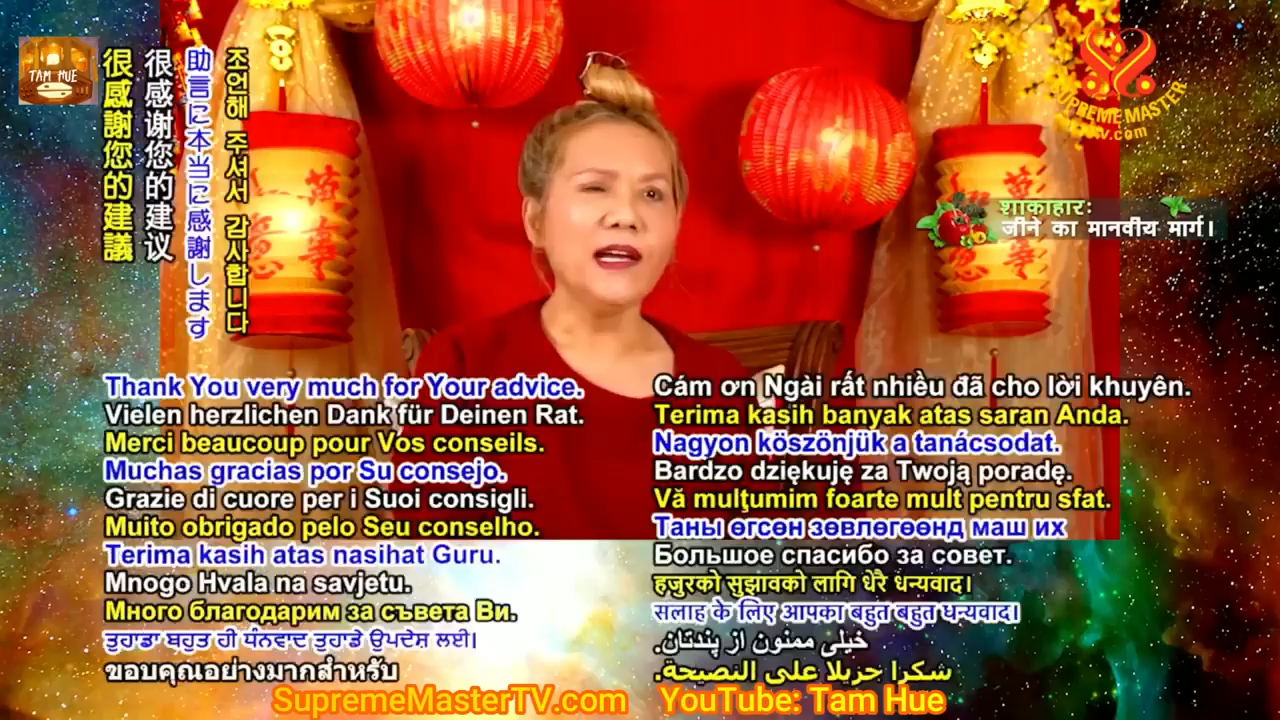 TAM HUE
很感謝您的建議
很感谢您的建议
助言に本当に感謝します
조언해 주셔서 감사합니다
SUPREME MASTER
TV.com
शाकाहार:
जीने का मानवीय मार्ग।
Thank You very much for Your advice.
Vielen herzlichen Dank für Deinen Rat.
Merci beaucoup pour Vos conseils.
Muchas gracias por Su consejo.
Grazie di cuore per i Suoi consigli.
Muito obrigado pelo Seu conselho.
Terima kasih atas nasihat Guru.
Mnogo Hvala na savjetu.
Много благодарим за съвета Ви.
ਤੁਹਾਡਾ ਬਹੁਤ ਹੀ ਧੰਨਵਾਦ ਤੁਹਾਡੇ ਉਪਦੇਸ਼ ਲਈ।
ขอบคุณอย่างมากสำหรับ
Cám ơn Ngài rất nhiều đã cho lời khuyên.
Terima kasih banyak atas saran Anda.
Nagyon köszönjük a tanácsodat.
Bardzo dziękuję za Twoją poradę.
Vă mulţumim foarte mult pentru sfat.
Таны өгсөн зөвлөгөөнд маш их
Большое спасибо за совет.
हजुरको सुझावको लागि धेरै धन्यवाद।
सलाह के लिए आपका बहुत बहुत धन्यवाद।
خیلی ممنون از پندتان.
شكرا جزيلا على النصيحة.
SupremeMasterTV.com YouTube: Tam Hue